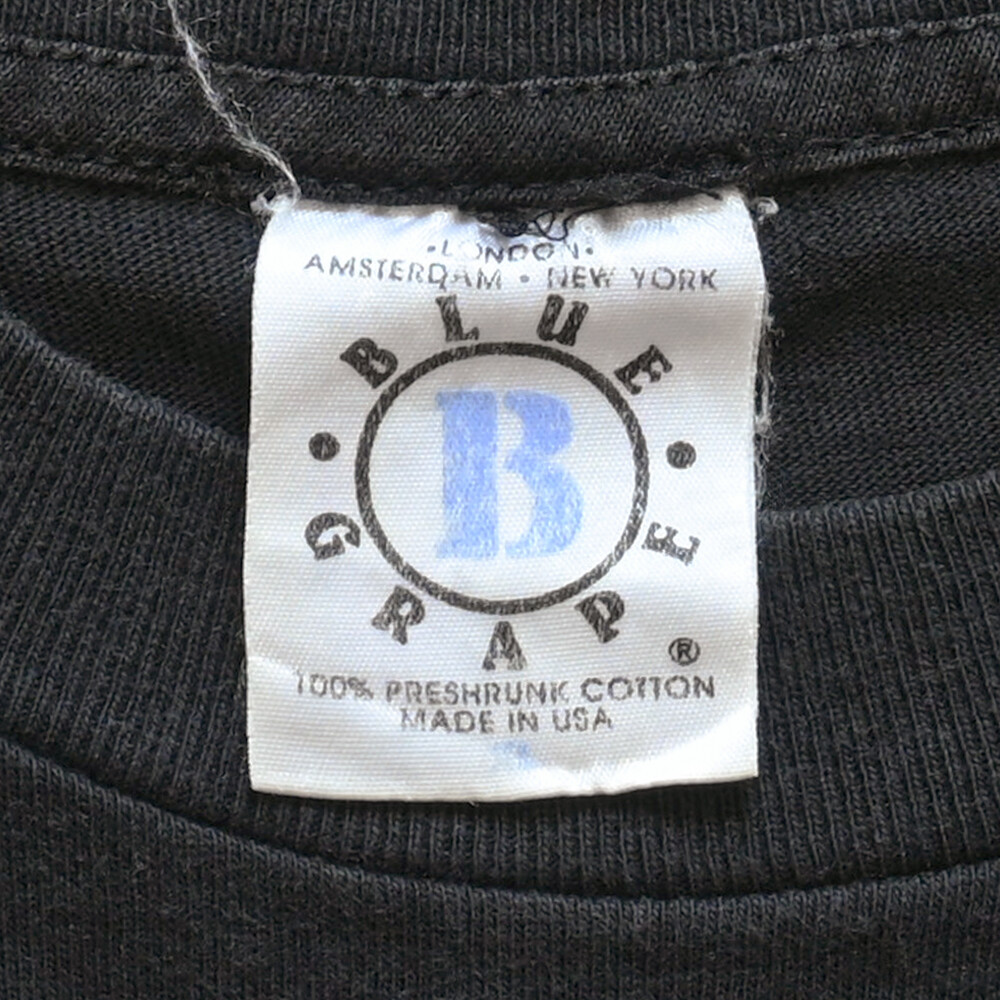 •LONDON•
AMSTERDAM • NEW YORK
BLUE
B
• GRAPE •
®
100% PRESHRUNK COTTON
MADE IN USA